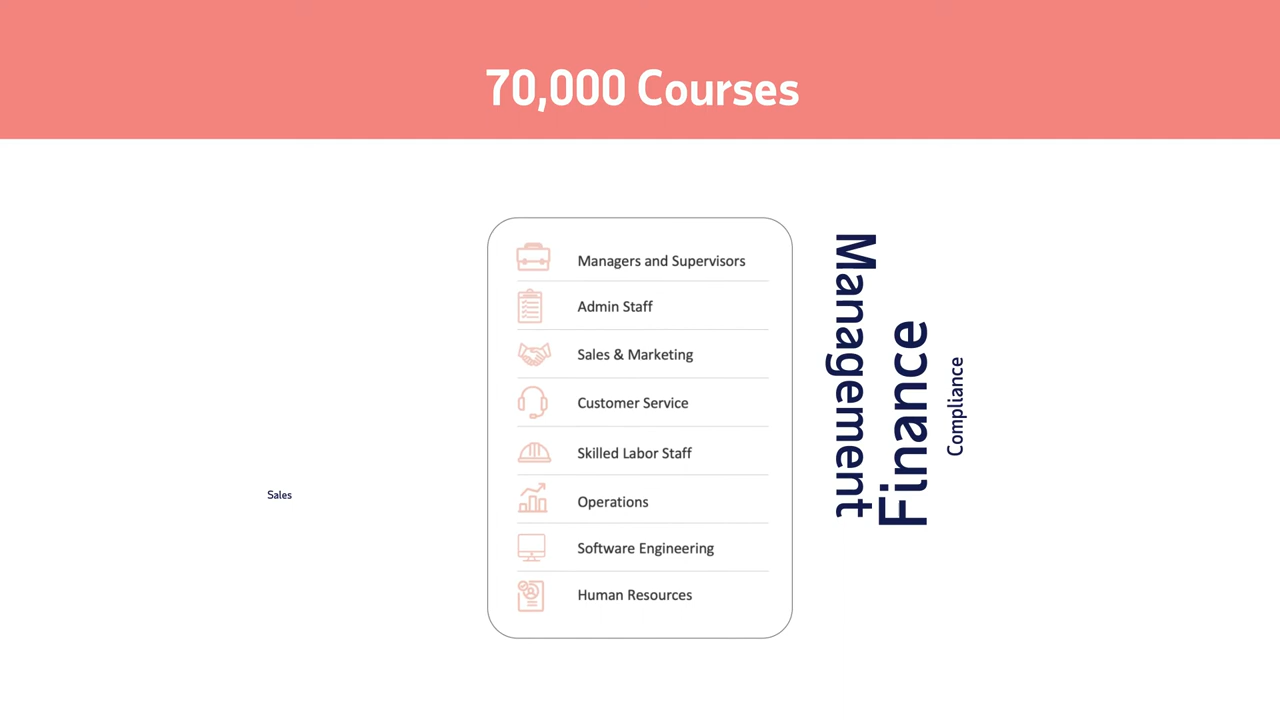 70,000 Courses
Managers and Supervisors
Admin Staff
Sales & Marketing
Customer Service
Skilled Labor Staff
Operations
Software Engineering
Human Resources
Sales
Management
Finance
Compliance